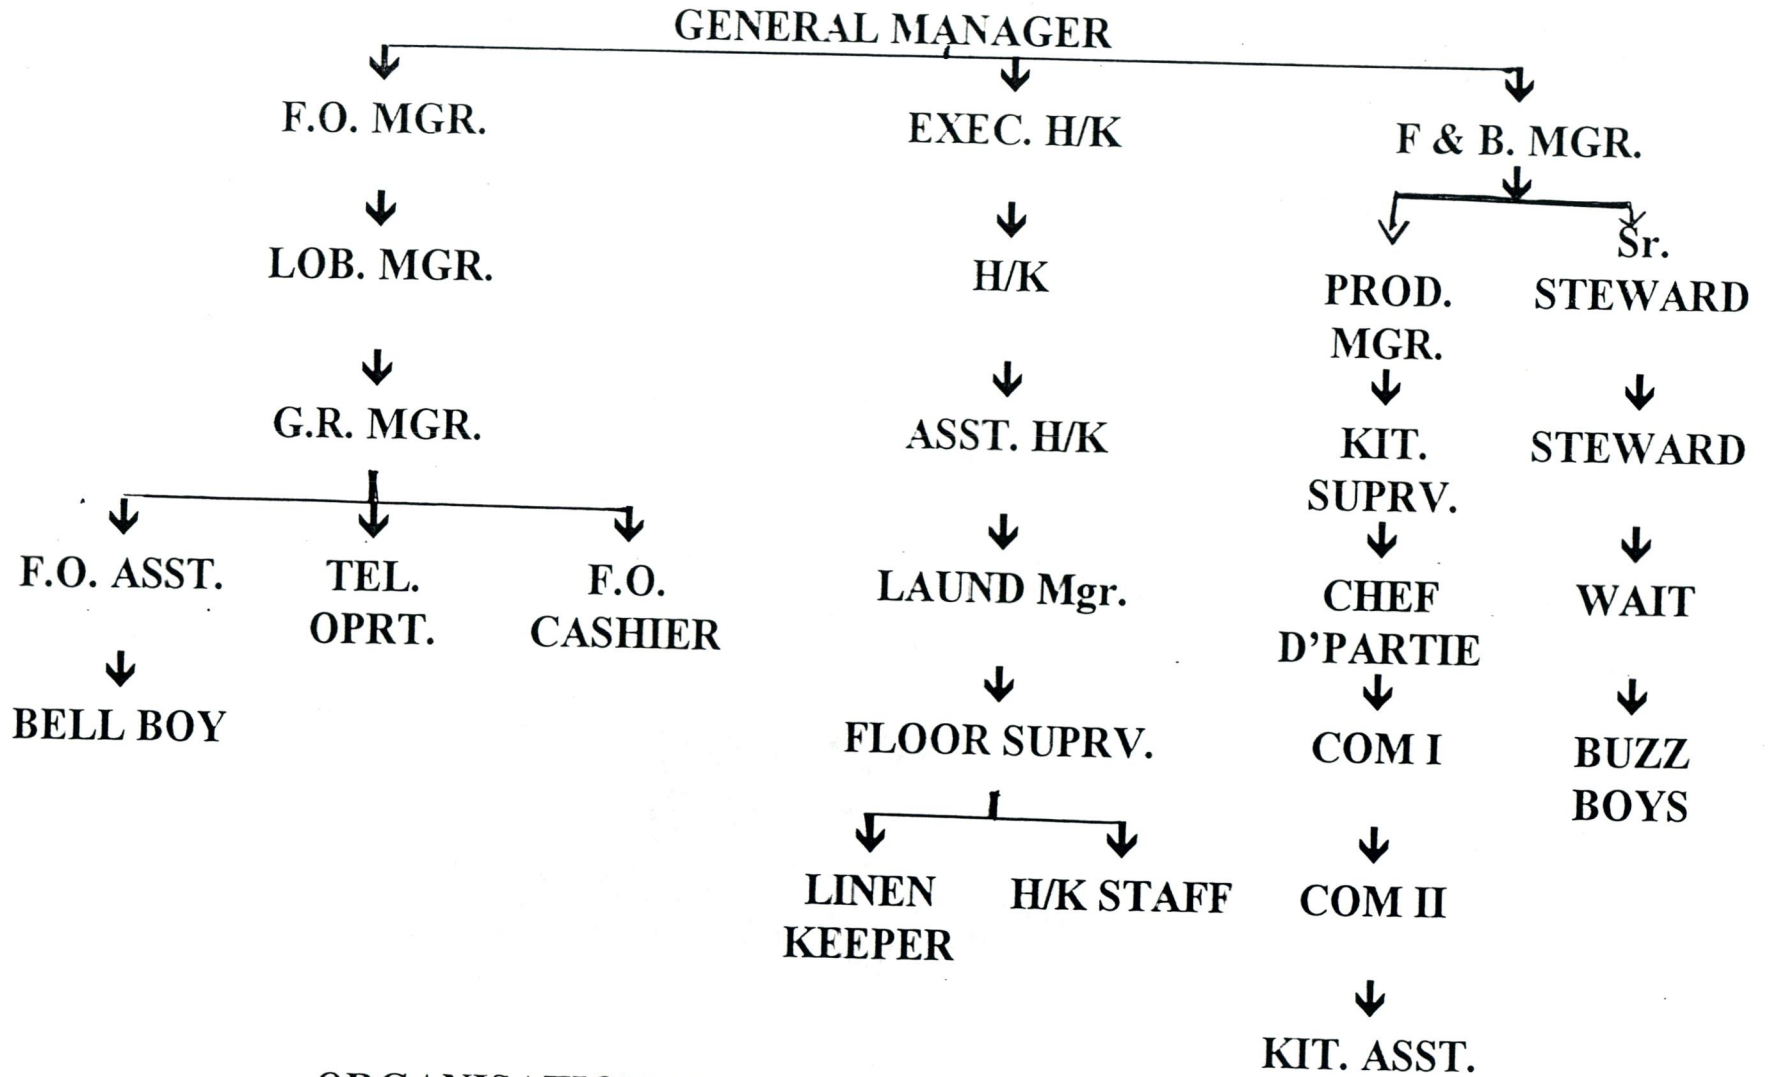 GENERAL MANAGER
F.O. MGR.
EXEC. H/K
F & B. MGR.
LOB. MGR.
H/K
PROD.
MGR.
Sr.
STEWARD
G.R. MGR.
ASST. H/K
KIT.
SUPRV.
STEWARD
F.O. ASST.
TEL.
OPRT.
F.O.
CASHIER
LAUND Mgr.
CHEF
D'PARTIE
WAIT
BELL BOY
FLOOR SUPRV.
COM I
BUZZ
BOYS
LINEN
KEEPER
H/K STAFF
COM II
KIT. ASST.